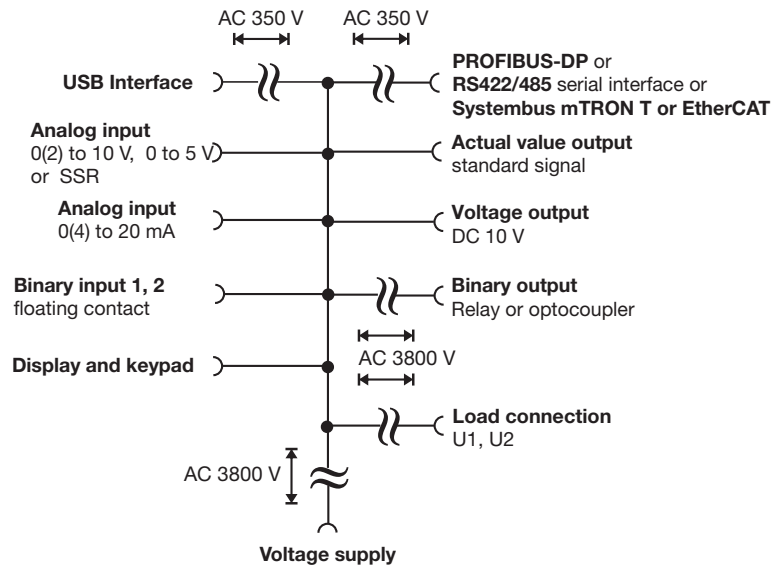 AC 350 V
AC 350 V
USB Interface
PROFIBUS-DP or
RS422/485 serial interface or
Systembus mTRON T or EtherCAT
Analog input
0(2) to 10 V, 0 to 5 V
or SSR
Actual value output
standard signal
Analog input
0(4) to 20 mA
Voltage output
DC 10 V
Binary input 1, 2
floating contact
Binary output
Relay or optocoupler
Display and keypad
AC 3800 V
Load connection
U1, U2
AC 3800 V
Voltage supply